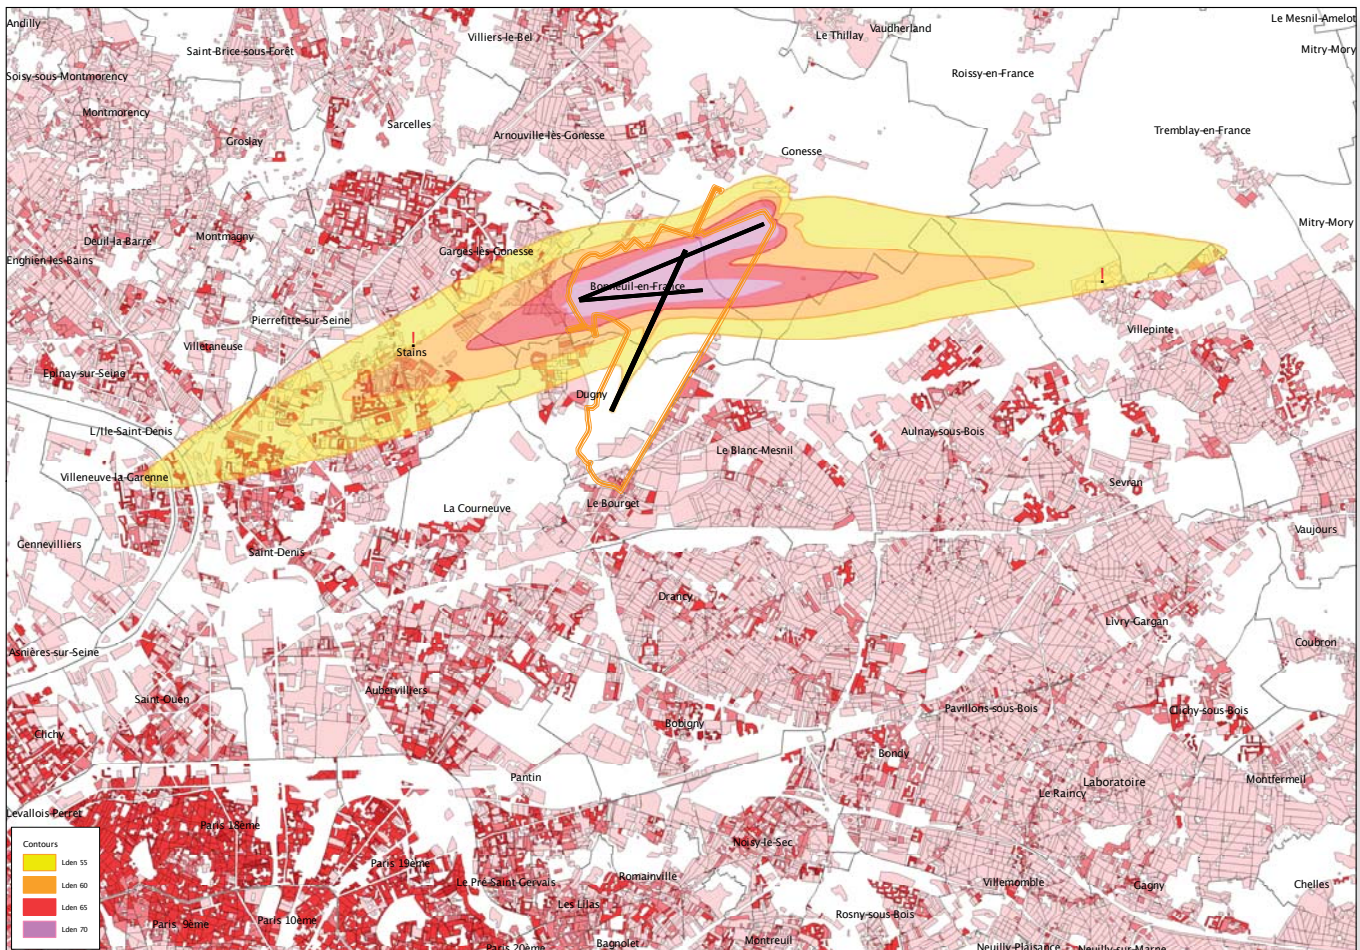 Andilly
Le Mesnil-Amelot
Vaudherland
Le Thillay
Villiers-le-Bel
Saint-Brice-sous-Forêt
Mitry-Mory
Soisy-sous-Montmorency
Roissy-en-France
Montmorency
Sarcelles
Tremblay-en-France
Arnouville-lès-Gonesse
Groslay
Gonesse
Mitry-Mory
Montmagny
Deuil-la-Barre
Garges-lès-Gonesse
Enghien-les-Bains
!
Bonneuil-en-France
Pierrefitte-sur-Seine
Villepinte
!
Villetaneuse
Stains
Epinay-sur-Seine
Dugny
L'Ile-Saint-Denis
Aulnay-sous-Bois
Le Blanc-Mesnil
Villeneuve-la-Garenne
Sevran
Le Bourget
La Courneuve
Vaujours
Gennevilliers
Saint-Denis
Drancy
Livry-Gargan
Coubron
Asnières-sur-Seine
Aubervilliers
Saint-Ouen
Pavillons-sous-Bois
Clichy-sous-Bois
Bobigny
Clichy
Bondy
Pantin
Laboratoire
Montfermeil
Le Raincy
Levallois-Perret
Paris 18ème
Noisy-le-Sec
Paris 19ème
Romainville
Le Pré-Saint-Gervais
Villemomble
Gagny
Chelles
Les Lilas
Rosny-sous-Bois
Paris 9ème
Paris 10ème
Montreuil
Bagnolet
Paris 20ème
Neuilly-Plaisance
Neuilly-sur-Marne
Contours
Lden 55
Lden 60
Lden 65
Lden 70